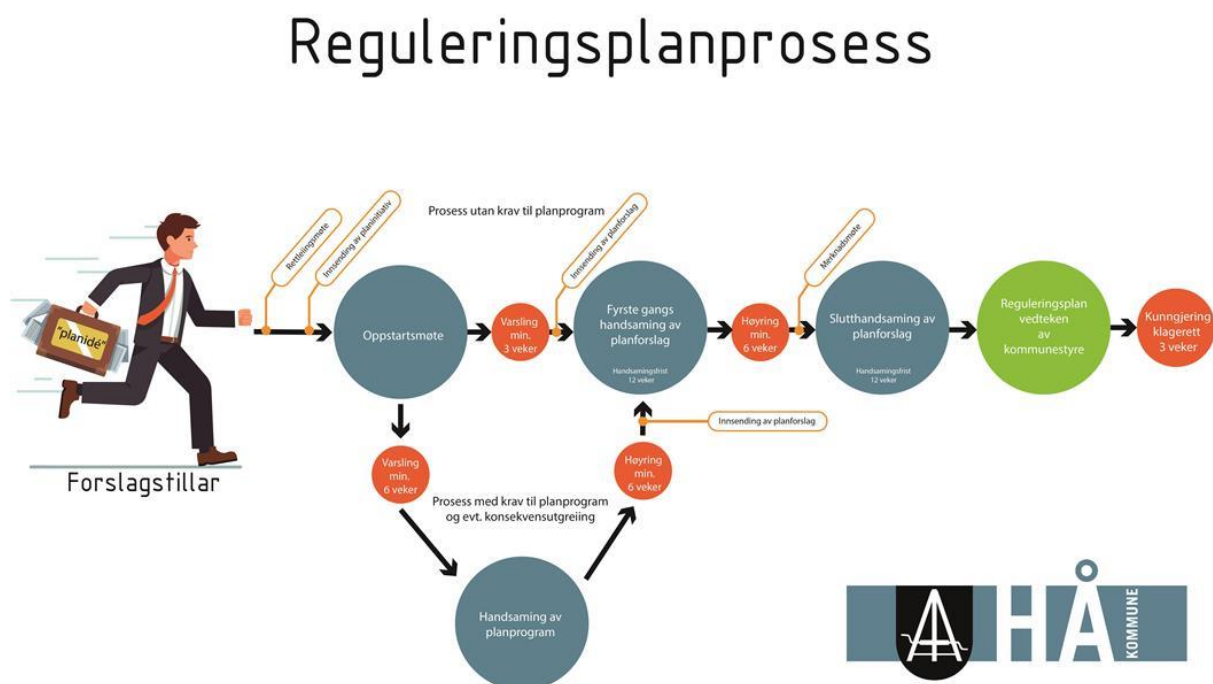 Reguleringsplanprosess
"planidé"
Forslagstillar
Rettleiingsmøte
Innsending av planinitiativ
Prosess utan krav til planprogram
Oppstartsmøte
Varsling
min.
3 veker
Innsending av planforslag
Fyrste gangs
handsaming av
planforslag
Handsamingsfrist
12 veker
Høyring
min.
6 veker
Merknadsmøte
Slutthandsaming av
planforslag
Handsamingsfrist
12 veker
Reguleringsplan
vedteken
av
kommunestyre
Kunngjering
klagerett
3 veker
Varsling
min.
6 veker
Prosess med krav til planprogram
og evt. konsekvensutgreiing
Handsaming av
planprogram
Høyring
min.
6 veker
Innsending av planforslag
HÅ
KOMMUNE